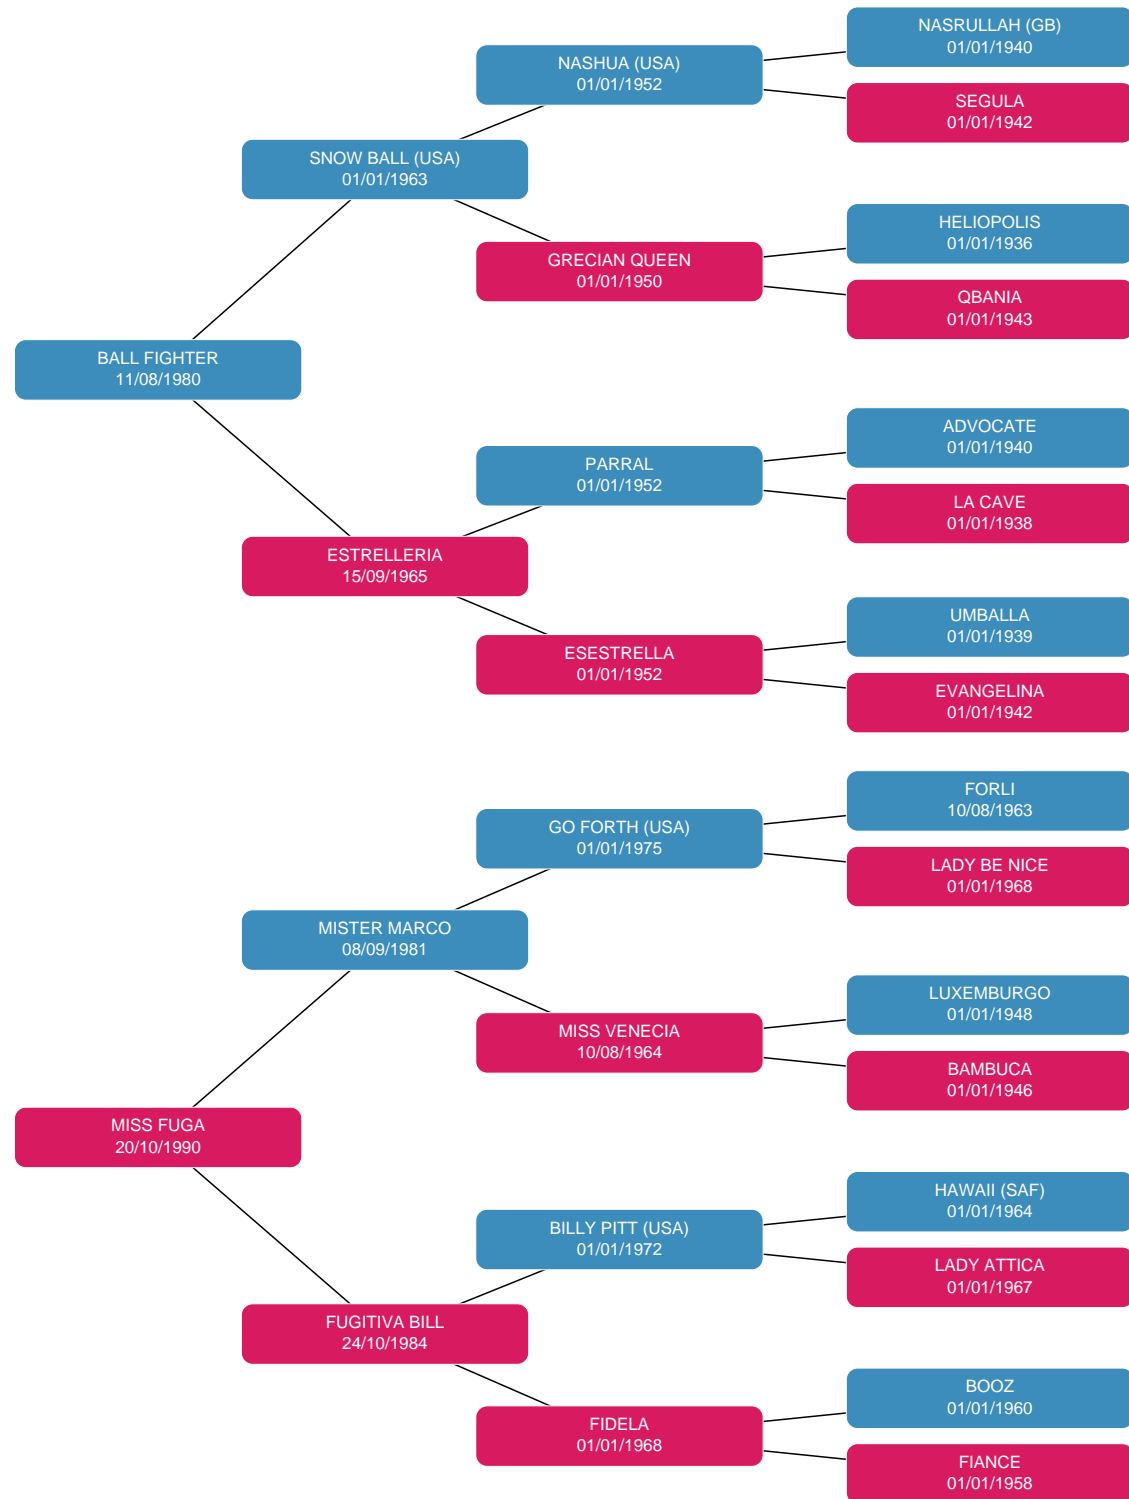 NASRULLAH (GB)
01/01/1940
NASHUA (USA)
01/01/1952
SEGULA
01/01/1942
SNOW BALL (USA)
01/01/1963
HELIOPOLIS
01/01/1936
GRECIAN QUEEN
01/01/1950
QBANIA
01/01/1943
BALL FIGHTER
11/08/1980
ADVOCATE
01/01/1940
PARRAL
01/01/1952
LA CAVE
01/01/1938
ESTRELLERIA
15/09/1965
UMBALLA
01/01/1939
ESESTRELLA
01/01/1952
EVANGELINA
01/01/1942
FORLI
10/08/1963
GO FORTH (USA)
01/01/1975
LADY BE NICE
01/01/1968
MISTER MARCO
08/09/1981
LUXEMBURGO
01/01/1948
MISS VENECIA
10/08/1964
BAMBUCA
01/01/1946
MISS FUGA
20/10/1990
HAWAII (SAF)
01/01/1964
BILLY PITT (USA)
01/01/1972
LADY ATTICA
01/01/1967
FUGITIVA BILL
24/10/1984
BOOZ
01/01/1960
FIDELA
01/01/1968
FIANCE
01/01/1958